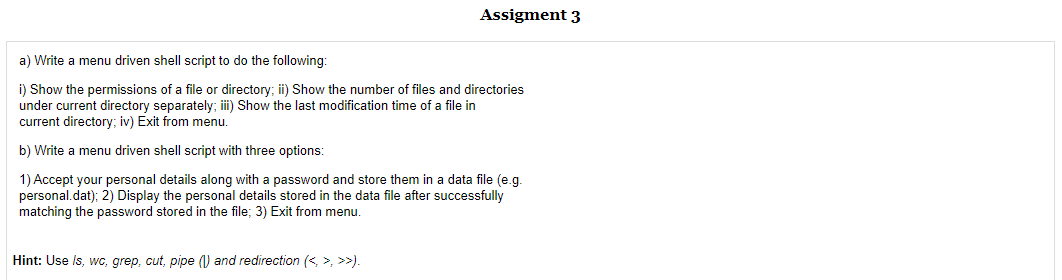 Assigment 3
a) Write a menu driven shell script to do the following:
i) Show the permissions of a file or directory; ii) Show the number of files and directories
under current directory separately; iii) Show the last modification time of a file in
current directory; iv) Exit from menu.
b) Write a menu driven shell script with three options:
1) Accept your personal details along with a password and store them in a data file (e.g.
personal.dat); 2) Display the personal details stored in the data file after successfully
matching the password stored in the file; 3) Exit from menu.
Hint: Use ls, wc, grep, cut, pipe (|) and redirection (<, >, >>).